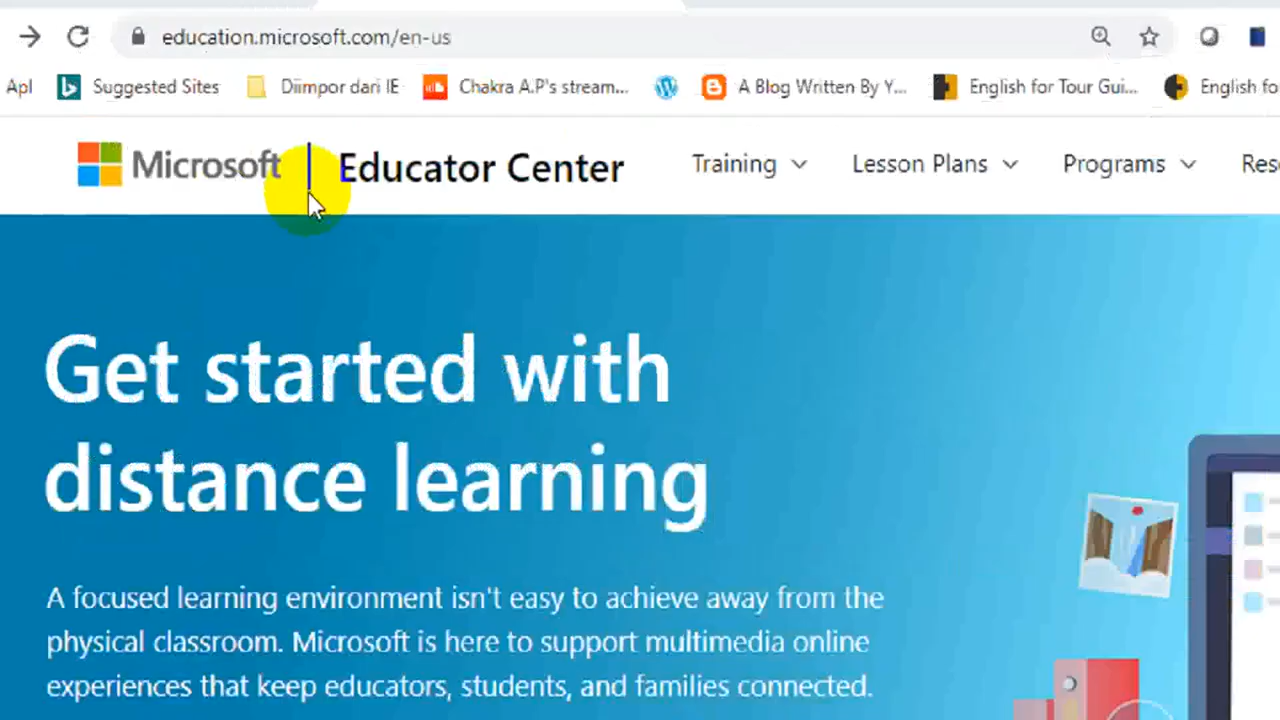 education.microsoft.com/en-us
Apl Suggested Sites Diimpor dari IE Chakra A.P's stream... A Blog Written By Y... English for Tour Gui... English fo
Microsoft Educator Center Training Lesson Plans Programs Res
Get started with
distance learning
A focused learning environment isn't easy to achieve away from the
physical classroom. Microsoft is here to support multimedia online
experiences that keep educators, students, and families connected.